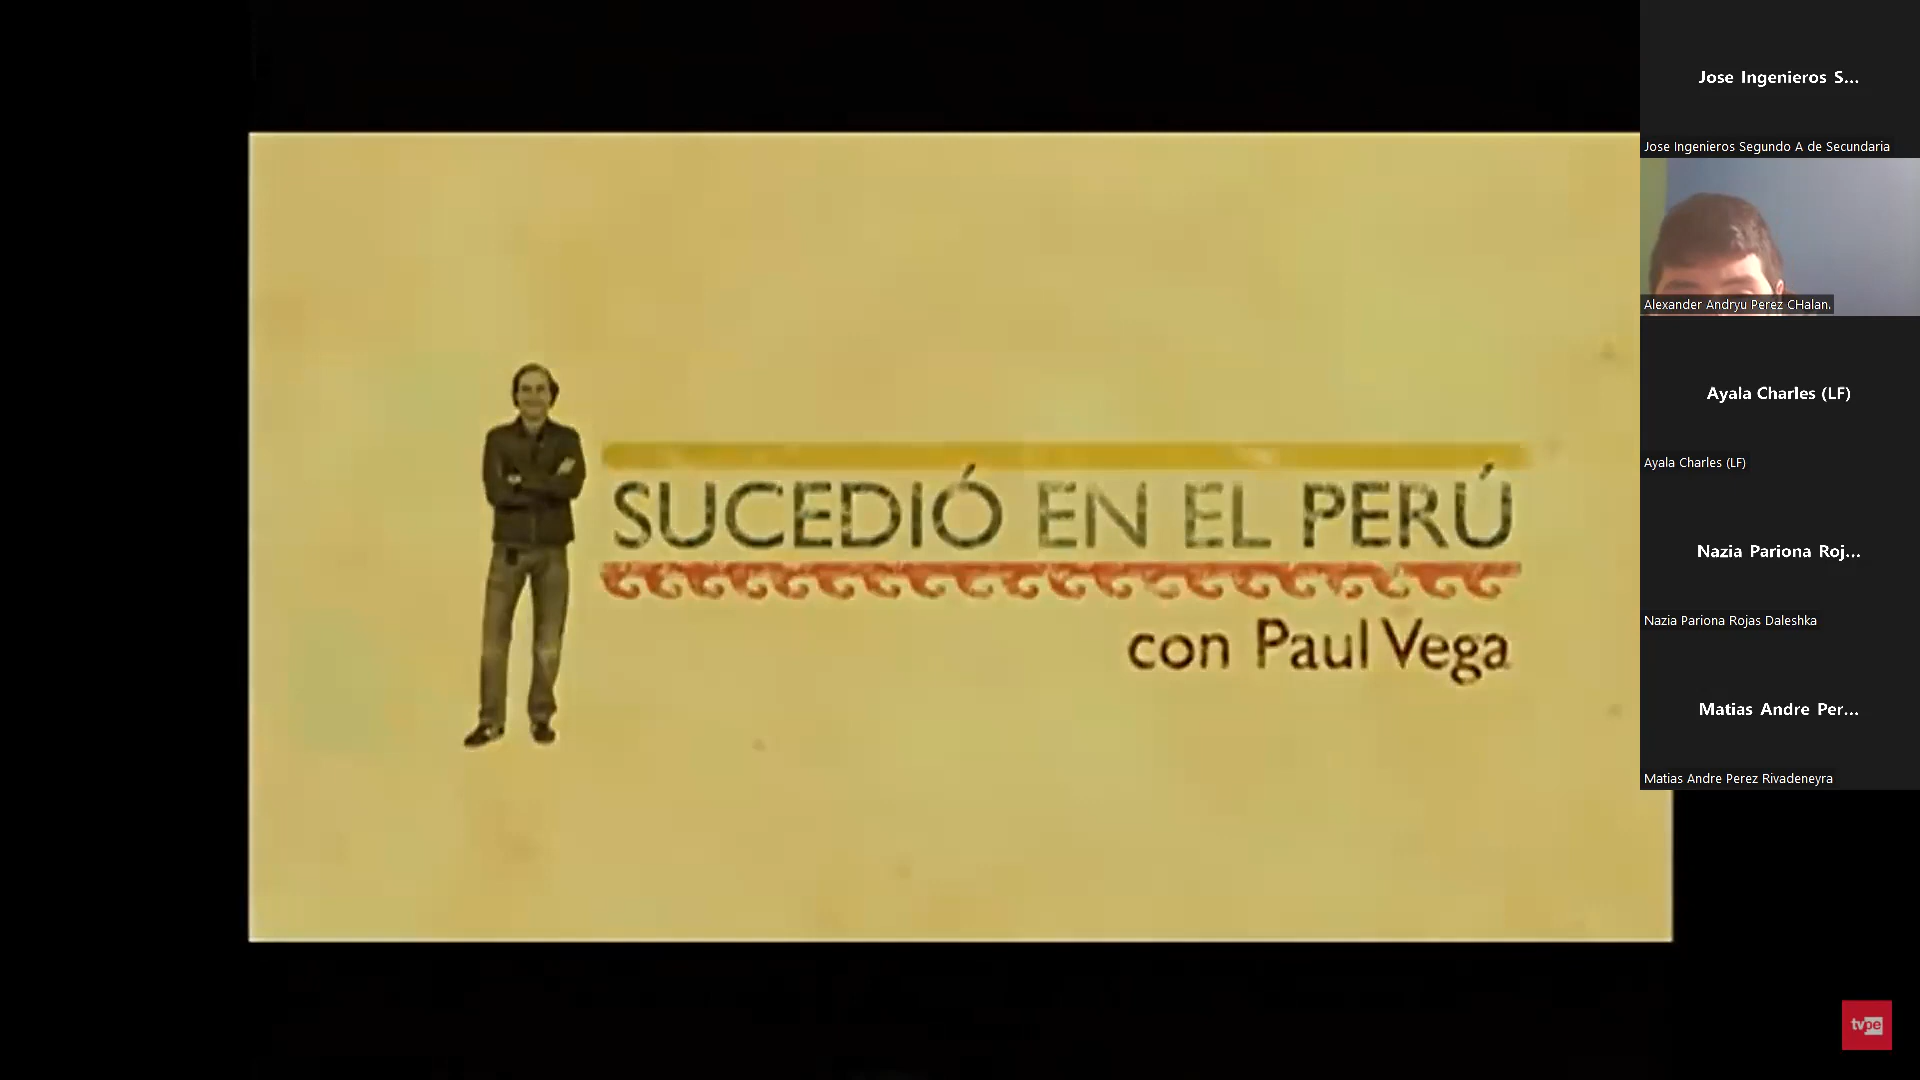 SUCEDIÓ EN EL PERÚ
con Paul Vega
Jose Ingenieros S...
Jose Ingenieros Segundo A de Secundaria
Alexander Andryu Perez CHalan.
Ayala Charles (LF)
Ayala Charles (LF)
Nazia Pariona Roj...
Nazia Pariona Rojas Daleshka
Matias Andre Per...
Matias Andre Perez Rivadeneyra
tvpe